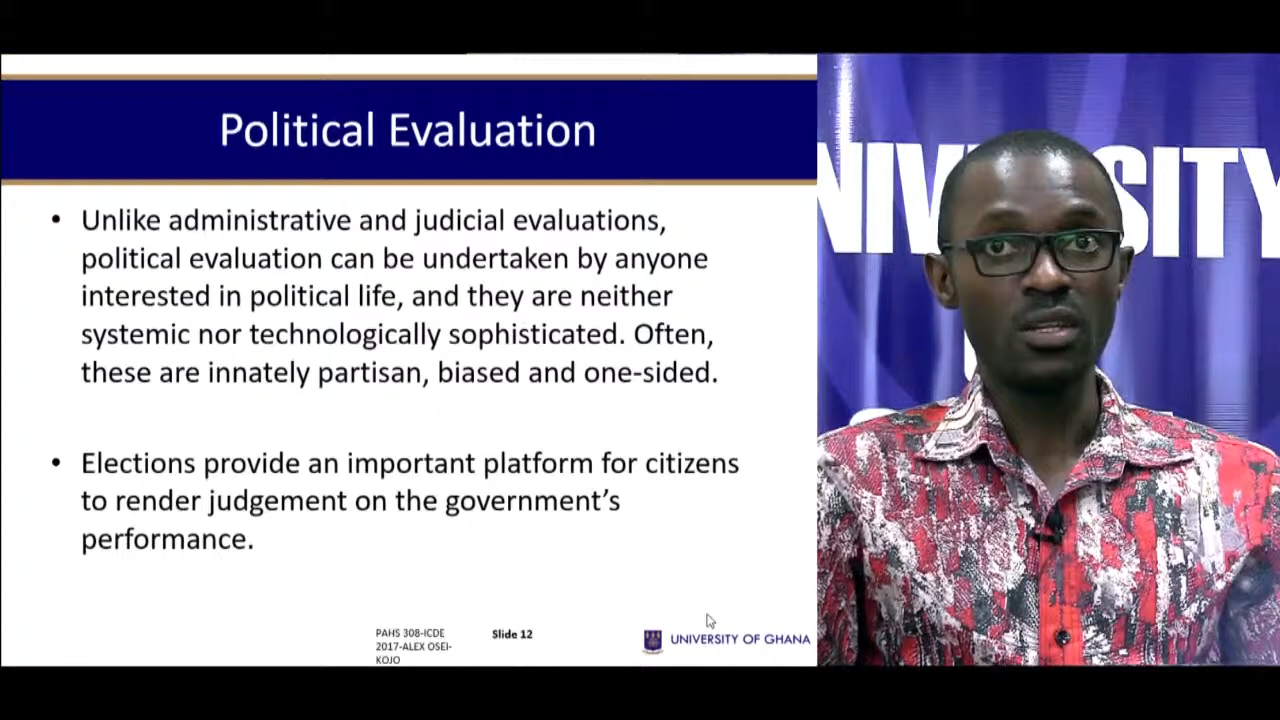 Political Evaluation
• Unlike administrative and judicial evaluations,
political evaluation can be undertaken by anyone
interested in political life, and they are neither
systemic nor technologically sophisticated. Often,
these are innately partisan, biased and one-sided.
• Elections provide an important platform for citizens
to render judgement on the government’s
performance.
PAHS 308-ICDE
2017-ALEX OSEI-
KOJO
Slide 12
UNIVERSITY OF GHANA